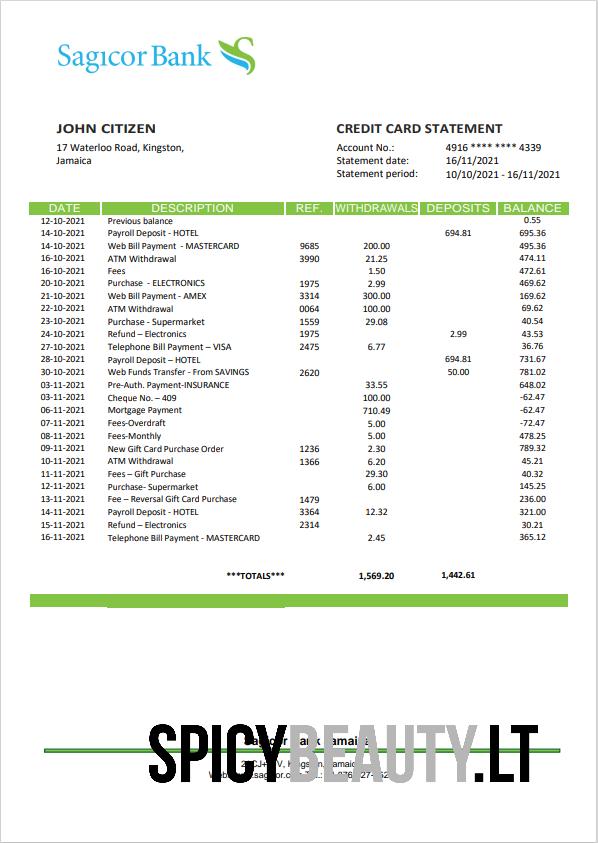 Sagicor Bank
JOHN CITIZEN
17 Waterloo Road, Kingston,
Jamaica
CREDIT CARD STATEMENT
Account No.: 4916 **** **** 4339
Statement date: 16/11/2021
Statement period: 10/10/2021 - 16/11/2021
DATE DESCRIPTION REF. WITHDRAWALS DEPOSITS BALANCE
12-10-2021 Previous balance 0.55
14-10-2021 Payroll Deposit - HOTEL 694.81 695.36
14-10-2021 Web Bill Payment - MASTERCARD 9685 200.00 495.36
16-10-2021 ATM Withdrawal 3990 21.25 474.11
16-10-2021 Fees 1.50 472.61
20-10-2021 Purchase - ELECTRONICS 1975 2.99 469.62
21-10-2021 Web Bill Payment - AMEX 3314 300.00 169.62
22-10-2021 ATM Withdrawal 0064 100.00 69.62
23-10-2021 Purchase - Supermarket 1559 29.08 40.54
24-10-2021 Refund – Electronics 1975 2.99 43.53
27-10-2021 Telephone Bill Payment – VISA 2475 6.77 36.76
28-10-2021 Payroll Deposit – HOTEL 694.81 731.67
30-10-2021 Web Funds Transfer - From SAVINGS 2620 50.00 781.02
03-11-2021 Pre-Auth. Payment-INSURANCE 33.55 648.02
03-11-2021 Cheque No. – 409 100.00 -62.47
06-11-2021 Mortgage Payment 710.49 -62.47
07-11-2021 Fees-Overdraft 5.00 -72.47
08-11-2021 Fees-Monthly 5.00 478.25
09-11-2021 New Gift Card Purchase Order 1236 2.30 789.32
10-11-2021 ATM Withdrawal 1366 6.20 45.21
11-11-2021 Fees – Gift Purchase 29.30 40.32
12-11-2021 Purchase- Supermarket 6.00 145.25
13-11-2021 Fee – Reversal Gift Card Purchase 1479 236.00
14-11-2021 Payroll Deposit - HOTEL 3364 12.32 321.00
15-11-2021 Refund – Electronics 2314 30.21
16-11-2021 Telephone Bill Payment - MASTERCARD 2.45 365.12
***TOTALS*** 1,569.20 1,442.61
SPICYBEAUTY.LT